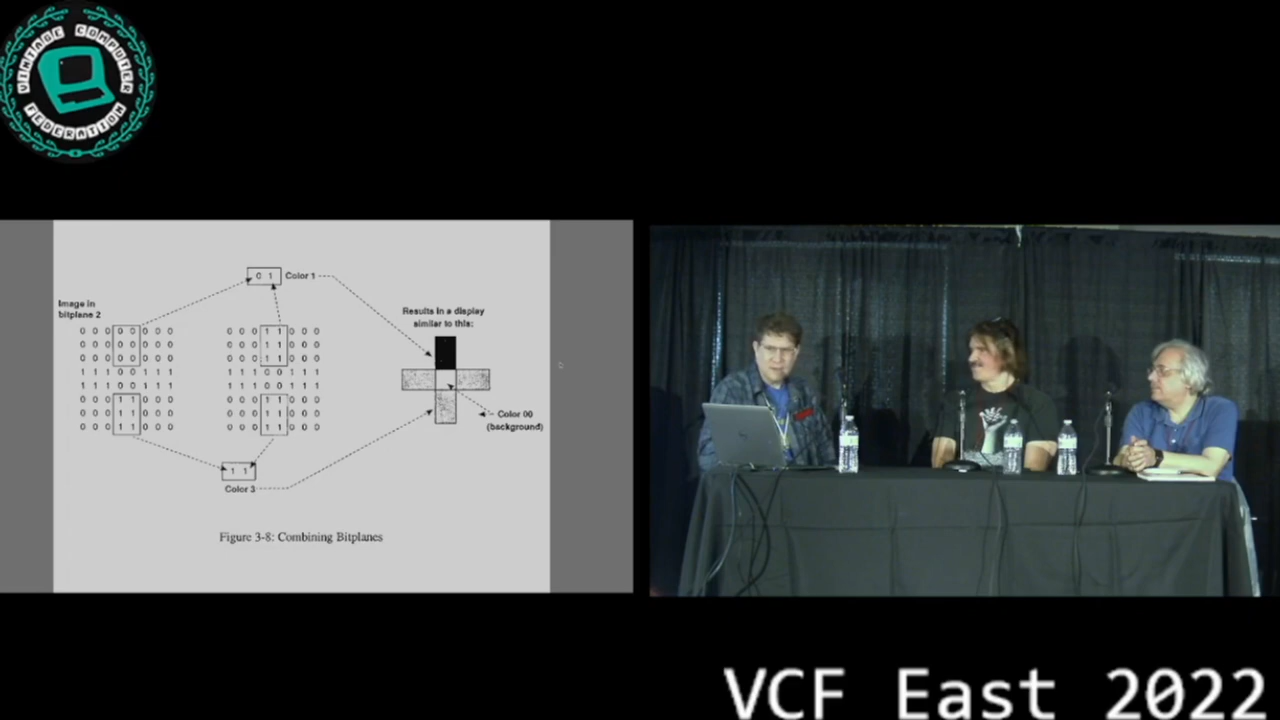 VINTAGE COMPUTER
FEDERATION
0 1 Color 1
Image in
bitplane 2
Results in a display
similar to this:
0 0 0 0 0 0 0 0 0 0 0 1 1 0 0 0
0 0 0 0 0 0 0 0 0 0 0 1 1 0 0 0
0 0 0 0 0 0 0 0 0 0 0 1 1 0 0 0
1 1 1 0 0 1 1 1 1 1 1 0 0 1 1 1
1 1 1 0 0 1 1 1 1 1 1 0 0 1 1 1
0 0 0 1 1 0 0 0 0 0 0 1 1 0 0 0
0 0 0 1 1 0 0 0 0 0 0 1 1 0 0 0
0 0 0 1 1 0 0 0 0 0 0 1 1 0 0 0
Color 00
(background)
1 1
Color 3
Figure 3-8: Combining Bitplanes
VCF East 2022